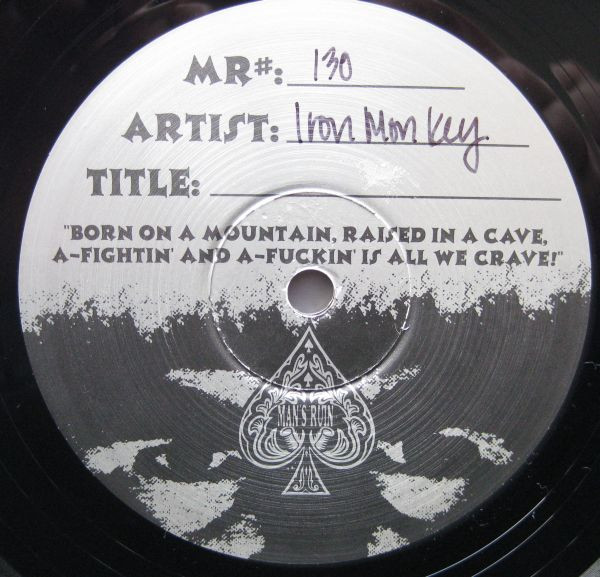 MR#: 130
ARTIST: Iron Monkey
TITLE:
"BORN ON A MOUNTAIN, RAISED IN A CAVE,
A-FIGHTIN' AND A-FUCKIN' IS ALL WE CRAVE!"
MAN'S RUIN